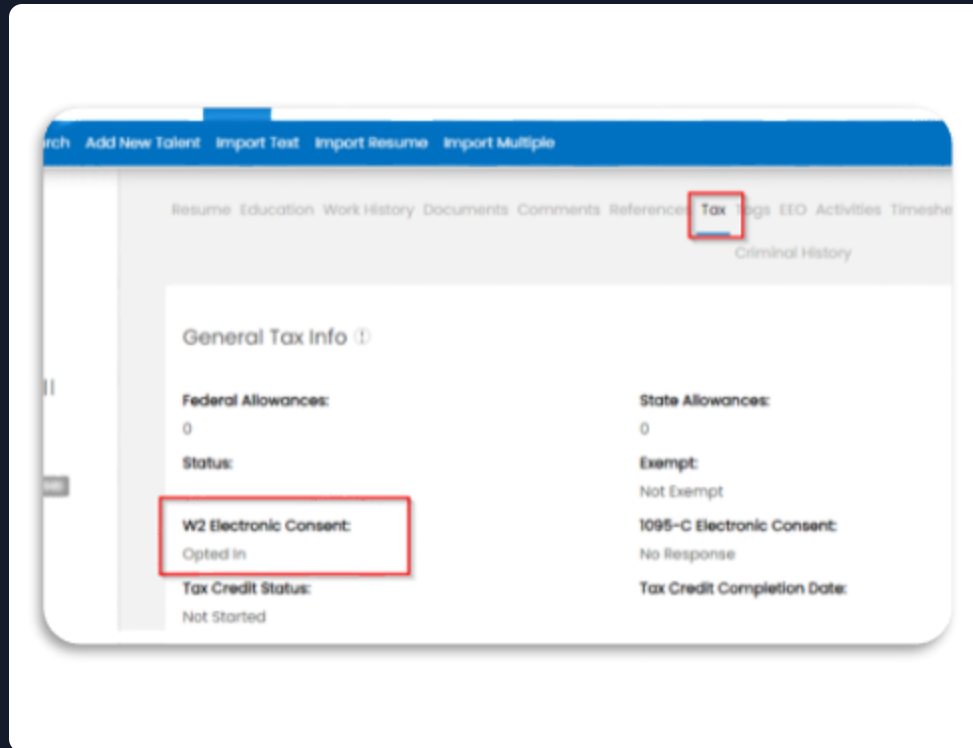 Add New Talent Import Text Import Resume Import Multiple
Resume Education Work History Documents Comments References Tax Tags EEO Activities
Criminal History
General Tax Info
Federal Allowances:
State Allowances:
0
0
Status:
Exempt:
Not Exempt
W2 Electronic Consent:
1095-C Electronic Consent:
Opted In
No Response
Tax Credit Status:
Tax Credit Completion Date:
Not Started